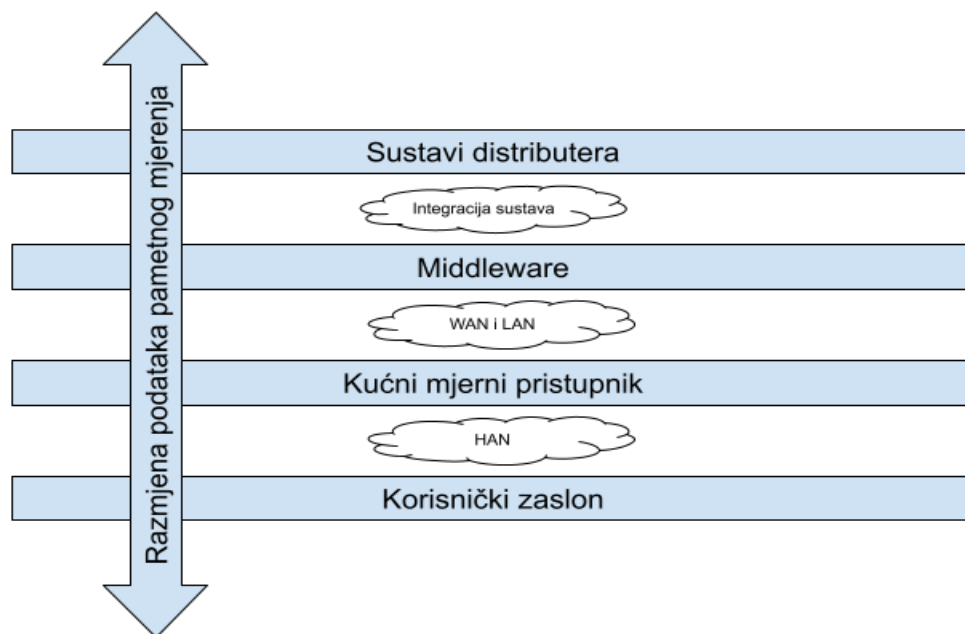 Razmjena podataka pametnog mjerenja
Sustavi distributera
Integracija sustava
Middleware
WAN i LAN
Kućni mjerni pristupnik
HAN
Korisnički zaslon